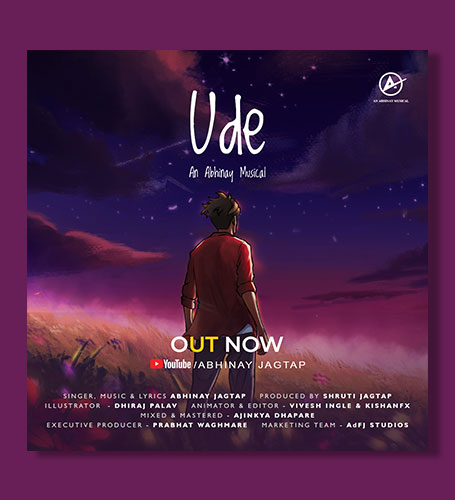 Ude
An Abhinay Musical
AN ABHINAY MUSICAL
OUT NOW
YouTube /ABHINAY JAGTAP
SINGER, MUSIC & LYRICS ABHINAY JAGTAP PRODUCED BY SHRUTI JAGTAP
ILLUSTRATOR - DHIRAJ PALAV ANIMATOR & EDITOR - VIVESH INGLE & KISHANFX
MIXED & MASTERED - AJINKYA DHAPARE
EXECUTIVE PRODUCER - PRABHAT WAGHMARE MARKETING TEAM - AdFJ STUDIOS